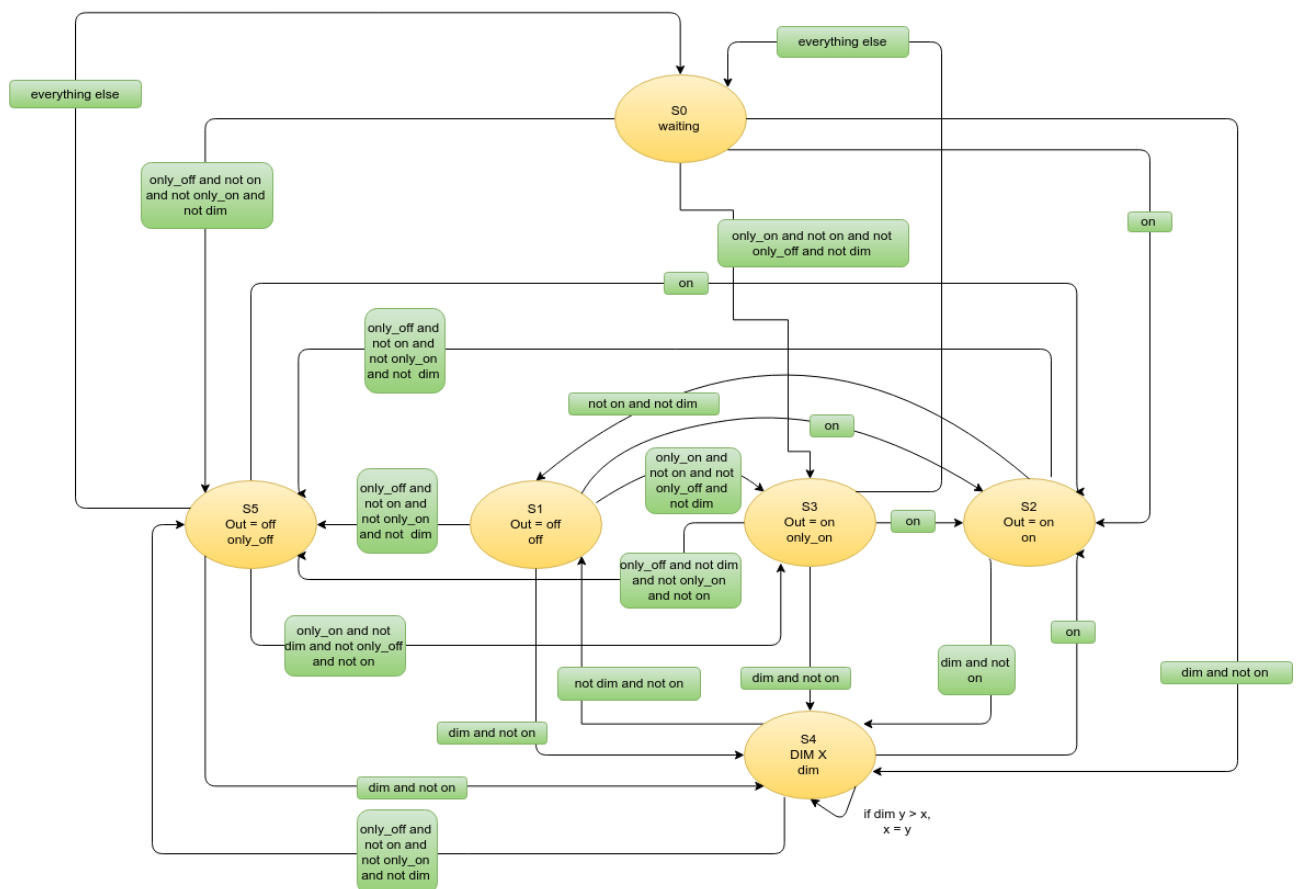 everything else
everything else
S0
waiting
only_off and not on
and not only_on and
not dim
on
only_on and not on and not
only_off and not dim
on
only_off and
not on and
not only_on
and not  dim
not on and not dim
on
only_on and
not on and not
only_off and
not dim
only_off and
not on and
not only_on
and not  dim
S5
Out = off
only_off
S1
Out = off
off
S3
Out = on
only_on
on
S2
Out = on
on
only_off and not dim
and not only_on
and not on
only_on and not
dim and not only_off
and not on
on
dim and not
on
not dim and not on
dim and not on
dim and not on
dim and not on
S4
DIM X
dim
dim and not on
if dim y > x,
x = y
only_off and
not on and
not only_on
and not dim